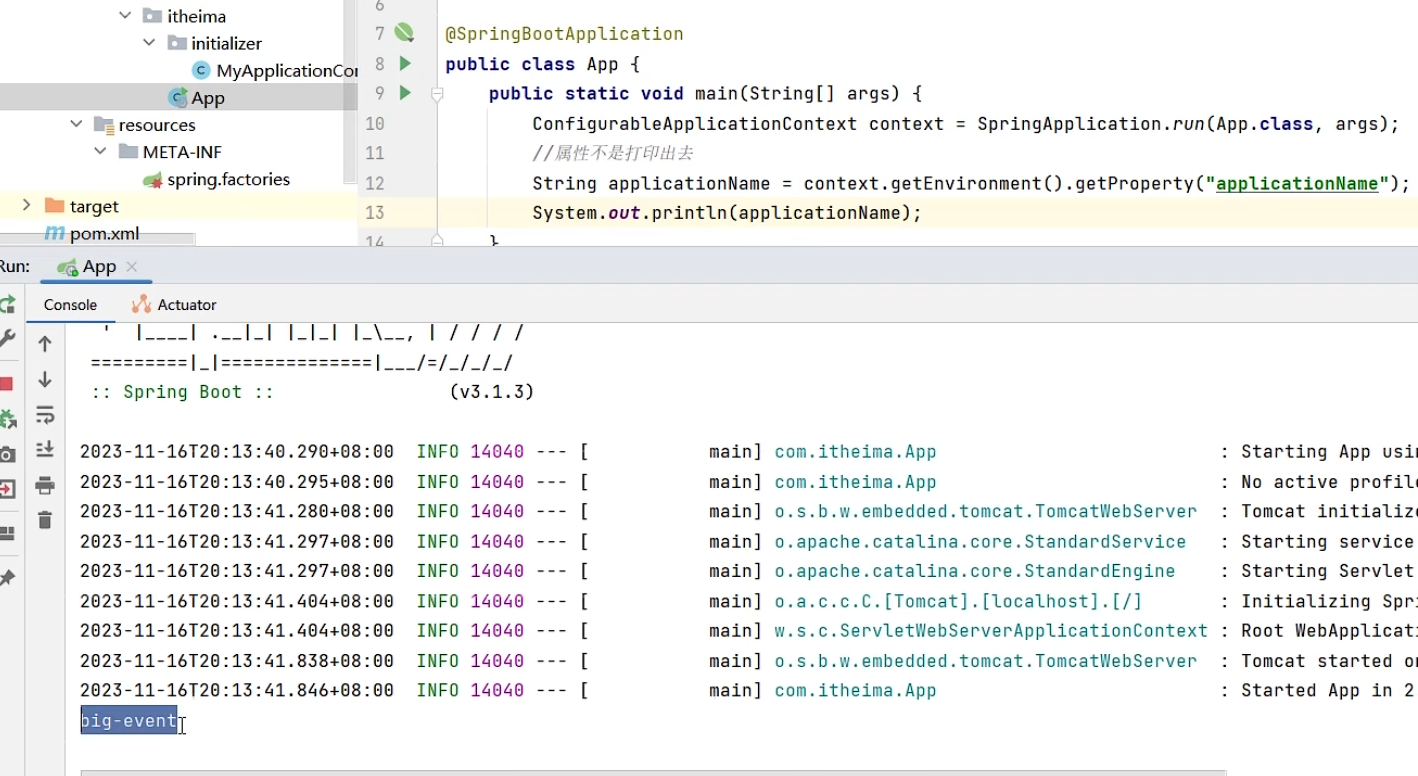 itheima
initializer
MyApplicationCon
App
resources
META-INF
spring.factories
target
pom.xml
6
7 @SpringBootApplication
8 public class App {
9 public static void main(String[] args) {
10 ConfigurableApplicationContext context = SpringApplication.run(App.class, args);
11 //属性不是打印出去
12 String applicationName = context.getEnvironment().getProperty("applicationName");
13 System.out.println(applicationName);
14 }
Run: App
Console Actuator
' |____| .__|_| |_|_| |_\__, | / / / /
=========|_|==============|___/=/_/_/_/
:: Spring Boot :: (v3.1.3)
2023-11-16T20:13:40.290+08:00 INFO 14040 --- [ main] com.itheima.App : Starting App usin
2023-11-16T20:13:40.295+08:00 INFO 14040 --- [ main] com.itheima.App : No active profile
2023-11-16T20:13:41.280+08:00 INFO 14040 --- [ main] o.s.b.w.embedded.tomcat.TomcatWebServer : Tomcat initialize
2023-11-16T20:13:41.297+08:00 INFO 14040 --- [ main] o.apache.catalina.core.StandardService : Starting service
2023-11-16T20:13:41.297+08:00 INFO 14040 --- [ main] o.apache.catalina.core.StandardEngine : Starting Servlet
2023-11-16T20:13:41.404+08:00 INFO 14040 --- [ main] o.a.c.c.C.[Tomcat].[localhost].[/] : Initializing Spri
2023-11-16T20:13:41.404+08:00 INFO 14040 --- [ main] w.s.c.ServletWebServerApplicationContext : Root WebApplicati
2023-11-16T20:13:41.838+08:00 INFO 14040 --- [ main] o.s.b.w.embedded.tomcat.TomcatWebServer : Tomcat started on
2023-11-16T20:13:41.846+08:00 INFO 14040 --- [ main] com.itheima.App : Started App in 2
big-event